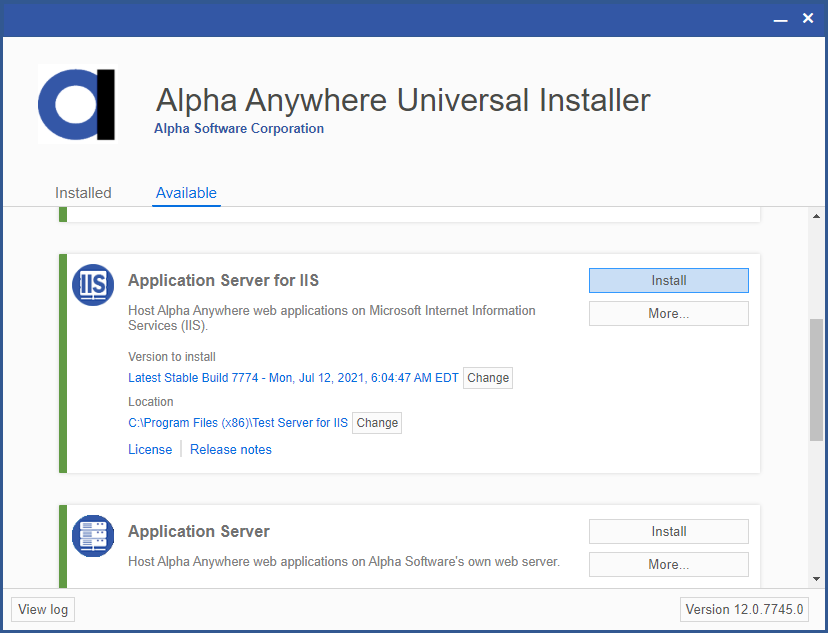 Alpha Anywhere Universal Installer
Alpha Software Corporation
Installed
Available
IIS
Application Server for IIS
Install
Host Alpha Anywhere web applications on Microsoft Internet Information
Services (IIS).
More...
Version to install
Latest Stable Build 7774 - Mon, Jul 12, 2021, 6:04:47 AM EDT
Change
Location
C:\Program Files (x86)\Test Server for IIS
Change
License
Release notes
Application Server
Install
Host Alpha Anywhere web applications on Alpha Software's own web server.
More...
View log
Version 12.0.7745.0